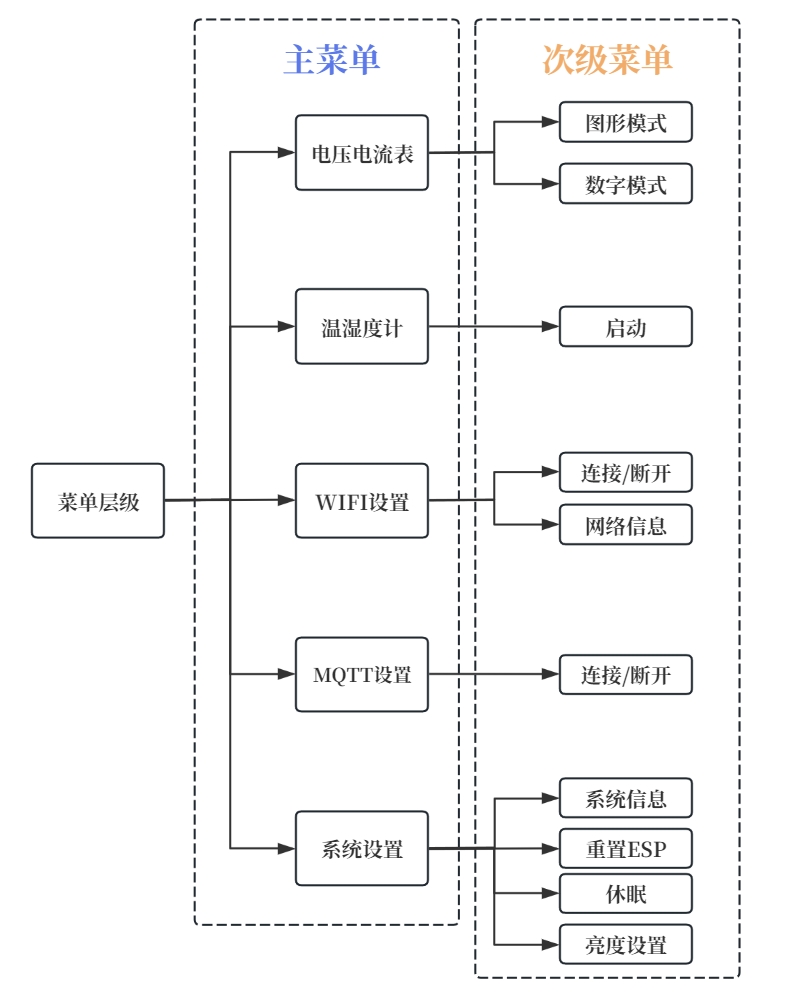 主菜单
次级菜单
菜单层级
电压电流表
图形模式
数字模式
温湿度计
启动
WIFI设置
连接/断开
网络信息
MQTT设置
连接/断开
系统设置
系统信息
重置ESP
休眠
亮度设置